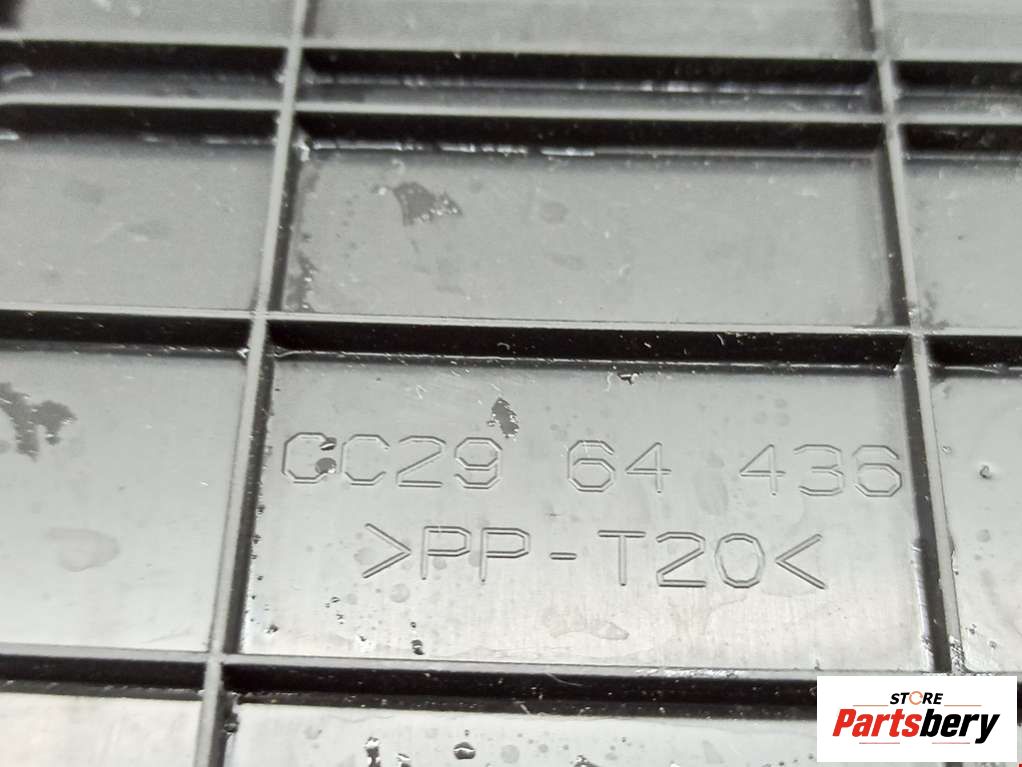 CC29 64 436
>PP-T20<
STORE
Partsbery